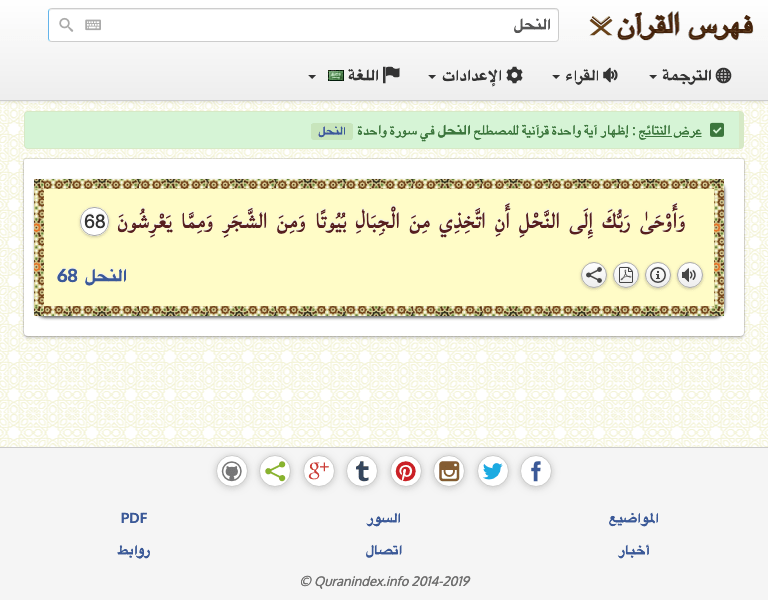 فهرس القرآن
النحل
الترجمة القراء الإعدادات اللغة
عرض النتائج : إظهار آية واحدة قرآنية للمصطلح النحل في سورة واحدة النحل
وَأَوْحَىٰ رَبُّكَ إِلَى النَّحْلِ أَنِ اتَّخِذِي مِنَ الْجِبَالِ بُيُوتًا وَمِنَ الشَّجَرِ وَمِمَّا يَعْرِشُونَ 68
النحل 68
المواضيع السور PDF
أخبار اتصال روابط
© Quranindex.info 2014-2019